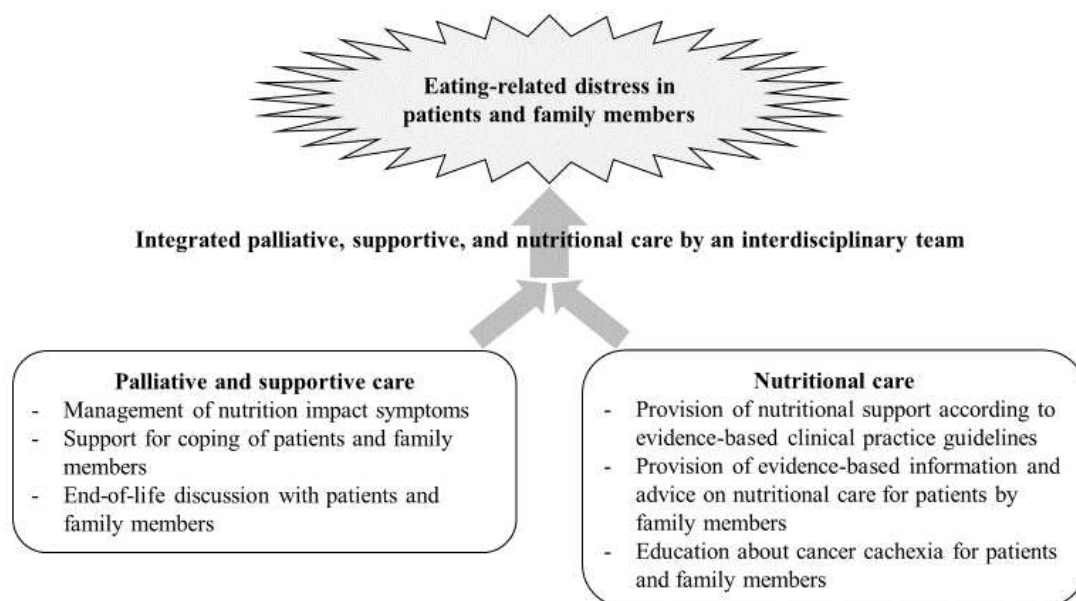 Eating-related distress in
patients and family members
Integrated palliative, supportive, and nutritional care by an interdisciplinary team
Palliative and supportive care
- Management of nutrition impact symptoms
- Support for coping of patients and family
members
- End-of-life discussion with patients and
family members
Nutritional care
- Provision of nutritional support according to
evidence-based clinical practice guidelines
- Provision of evidence-based information and
advice on nutritional care for patients by
family members
- Education about cancer cachexia for patients
and family members